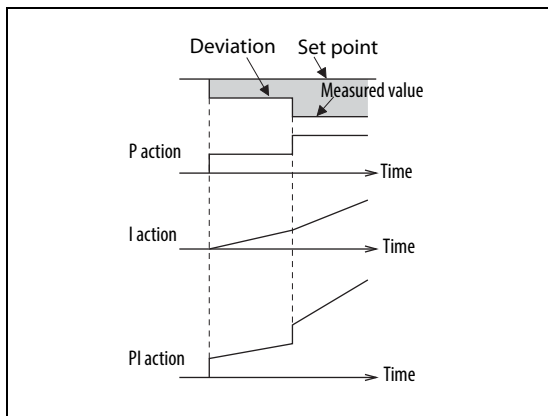 Deviation Set point
Measured value
P action
Time
I action
Time
PI action
Time